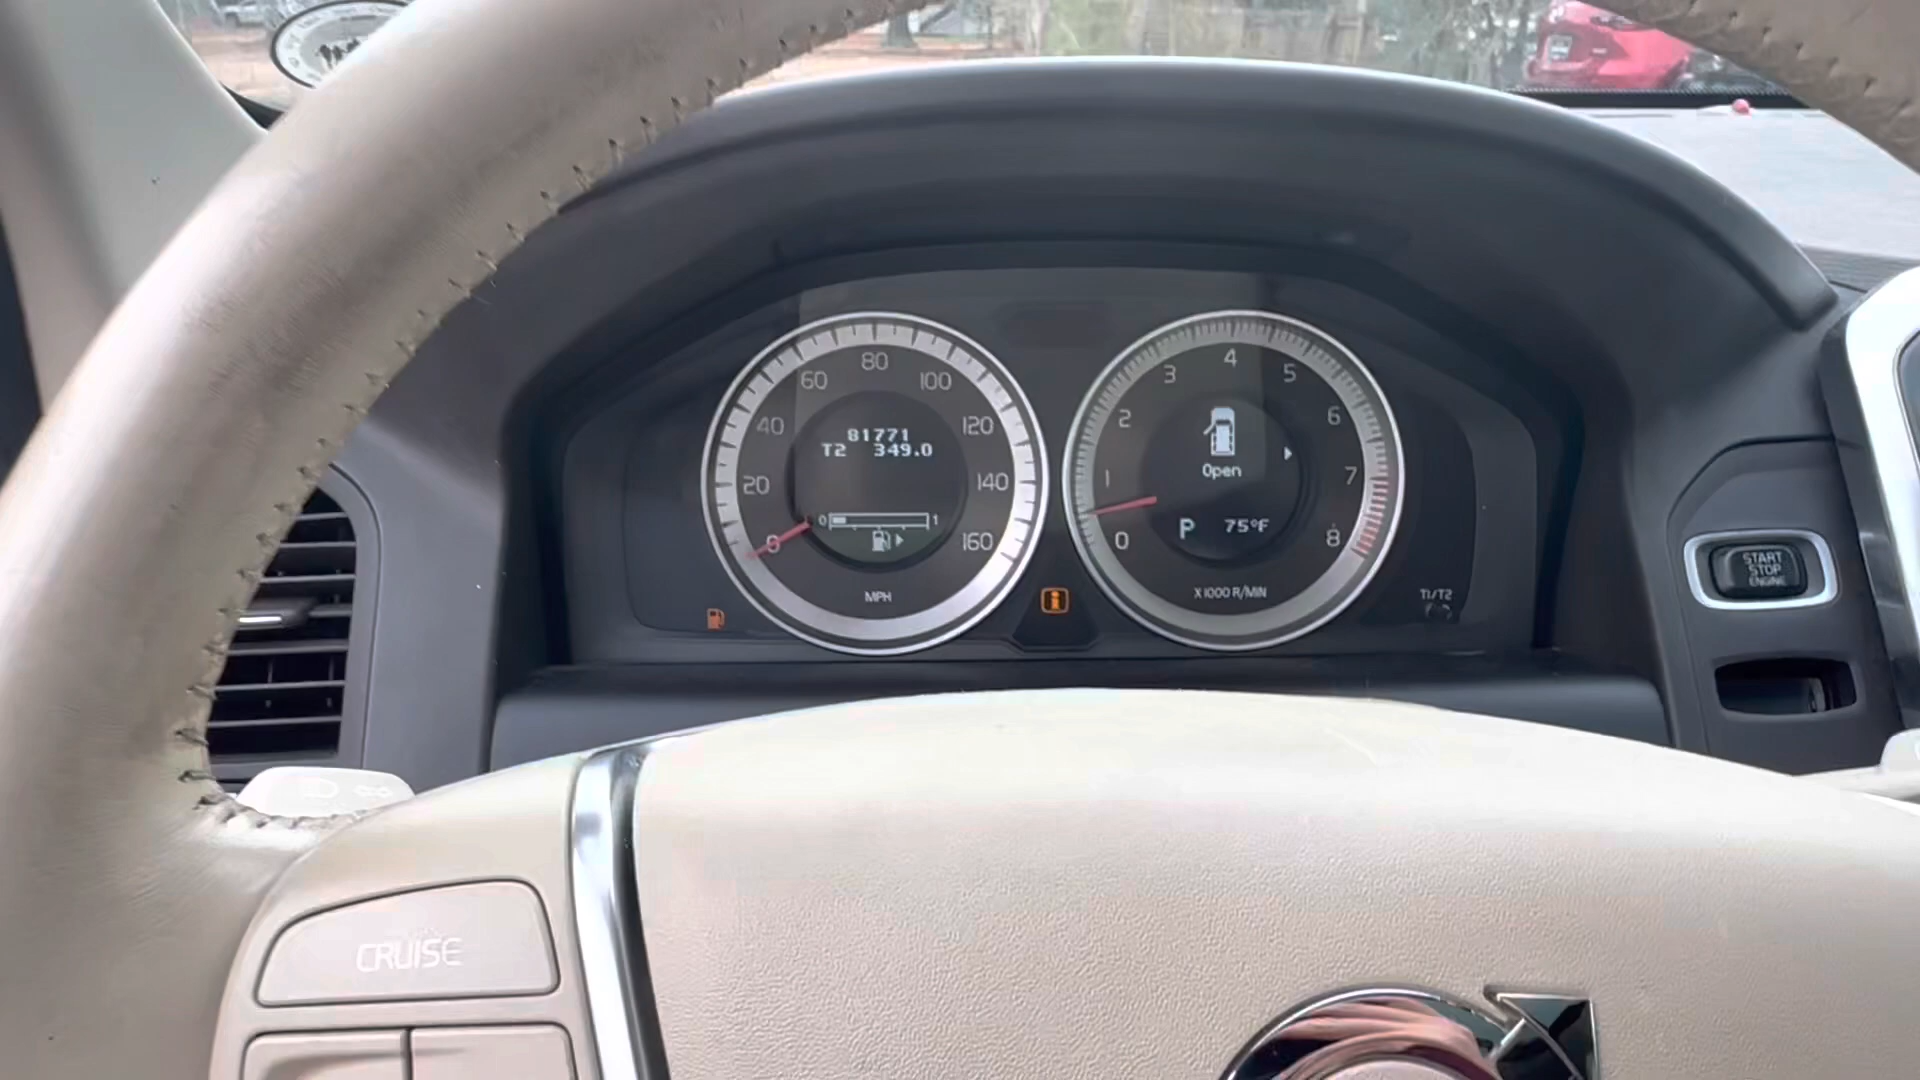 81771
T2 349.0
0 1
0 20 40 60 80 100 120 140 160
MPH
0 1 2 3 4 5 6 7 8
Open
P 75°F
X 1000 R/MIN
T1/T2
START
STOP
ENGINE
CRUISE